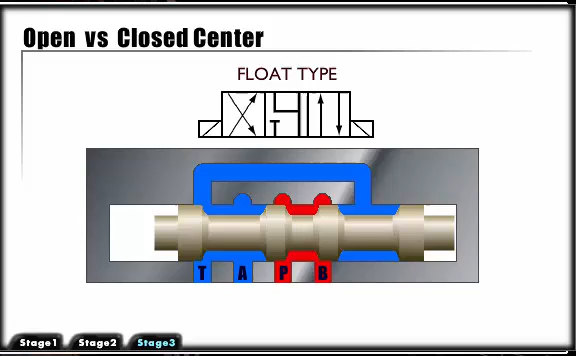 Open vs Closed Center
FLOAT TYPE
T
T A P B
Stage1 Stage2 Stage3